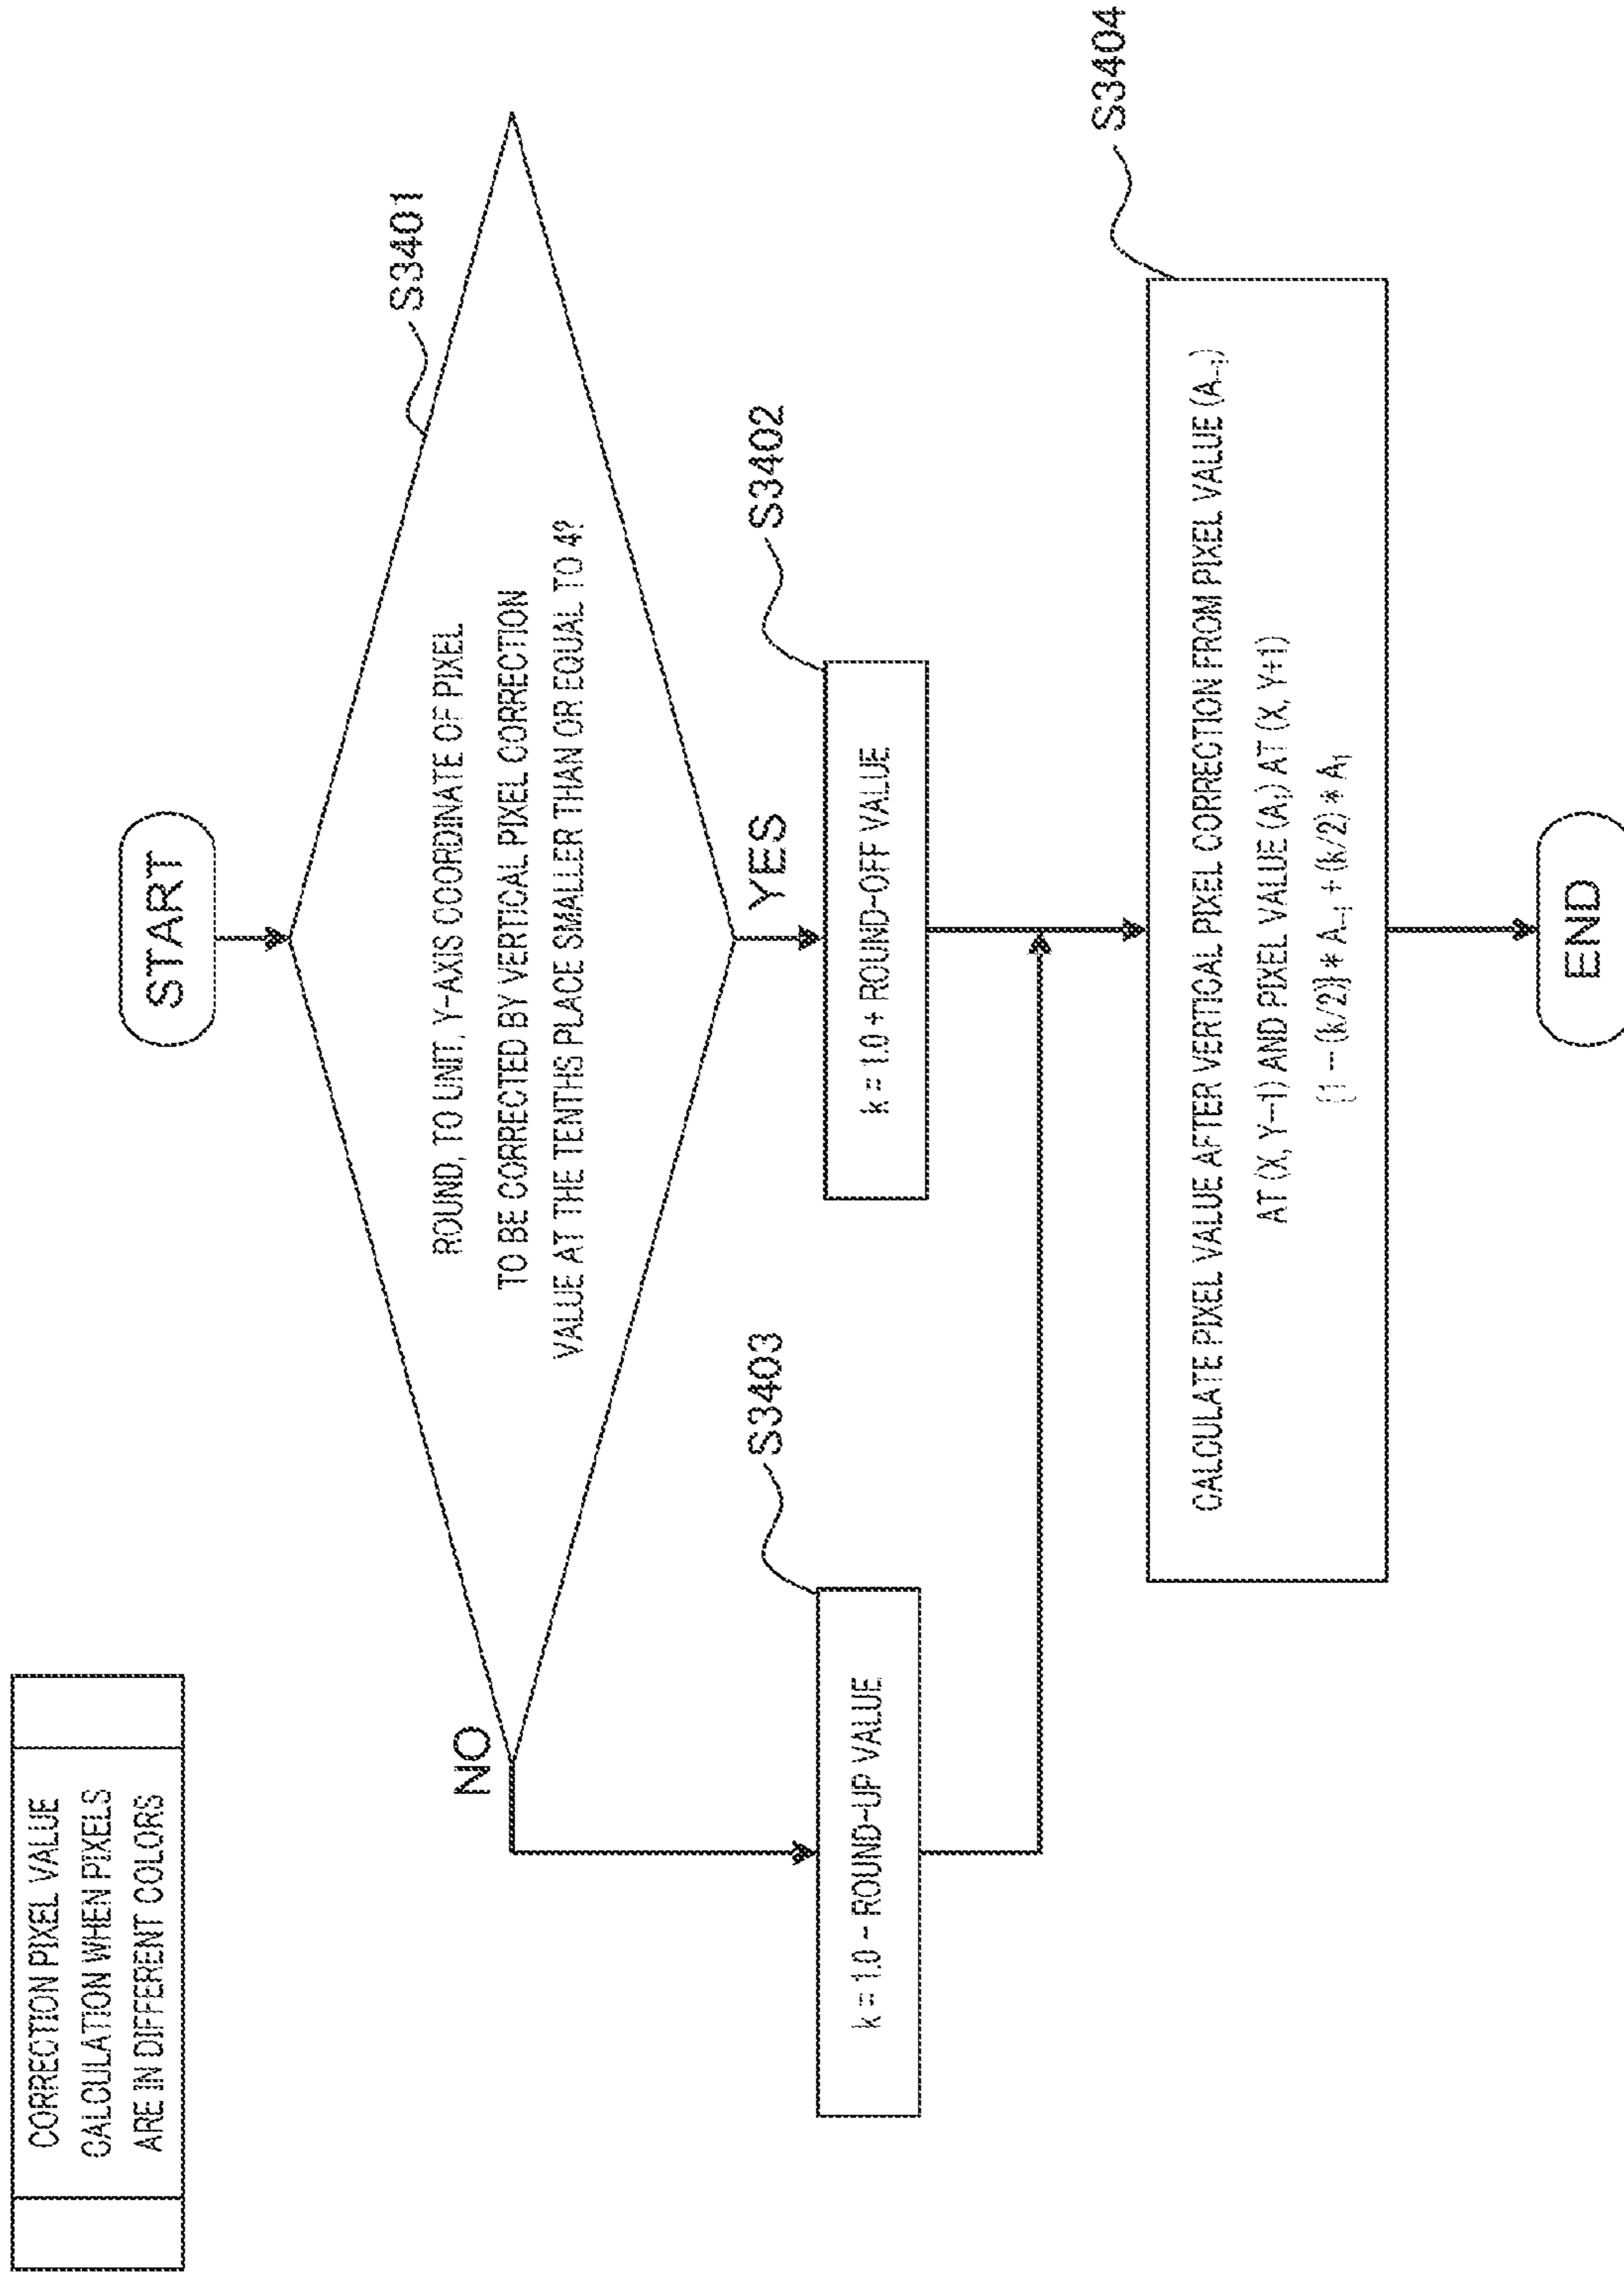 CORRECTION PIXEL VALUE
CALCULATION WHEN PIXELS
ARE IN DIFFERENT COLORS
START
S3401
ROUND, TO UNIT, Y-AXIS COORDINATE OF PIXEL
TO BE CORRECTED BY VERTICAL PIXEL CORRECTION
VALUE AT THE TENTHS PLACE SMALLER THAN OR EQUAL TO 4?
NO
YES
S3403
k = 1.0 - ROUND-UP VALUE
S3402
k = 1.0 + ROUND-OFF VALUE
S3404
CALCULATE PIXEL VALUE AFTER VERTICAL PIXEL CORRECTION FROM PIXEL VALUE (A₋₁)
AT (X, Y-1) AND PIXEL VALUE (A₁) AT (X, Y+1)
{1 - (k/2)} * A₋₁ + (k/2) * A₁
END